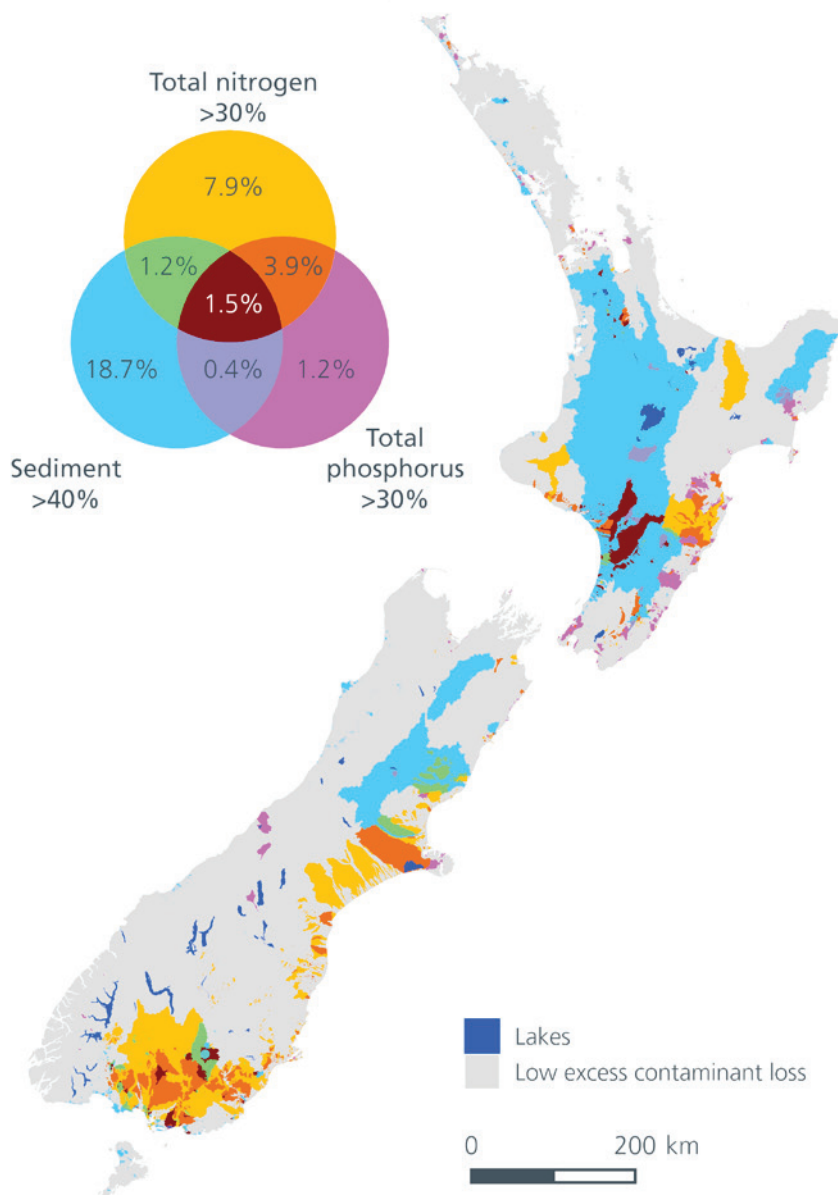 Total nitrogen
>30%
7.9%
1.2%
3.9%
1.5%
18.7%
0.4%
1.2%
Sediment
>40%
Total
phosphorus
>30%
Lakes
Low excess contaminant loss
0
200 km